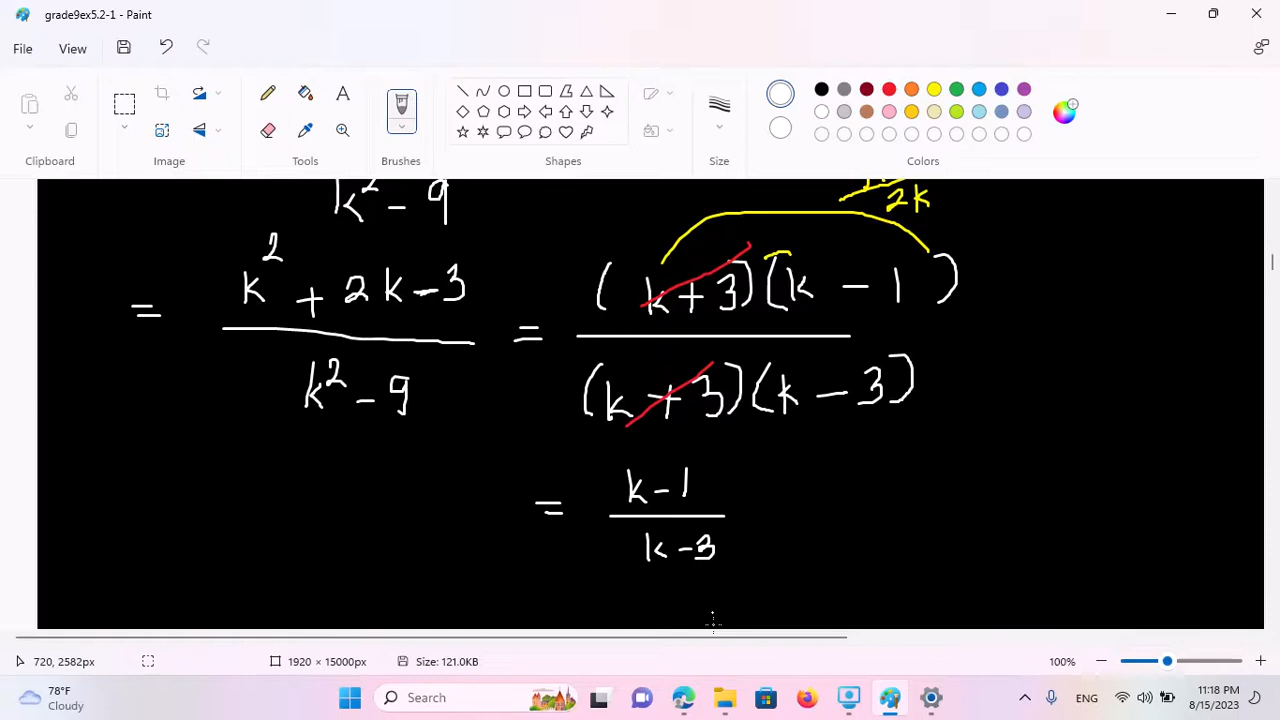 grade9ex5.2-1 - Paint
File View
Clipboard Image Tools Brushes Shapes Size Colors
k² - 9
2k
= k² + 2k - 3 / k² - 9 = (k + 3)(k - 1) / (k + 3)(k - 3)
= k - 1 / k - 3
720, 2582px 1920 × 15000px Size: 121.0KB 100%
78°F
Cloudy
Search
ENG
11:18 PM
8/15/2023